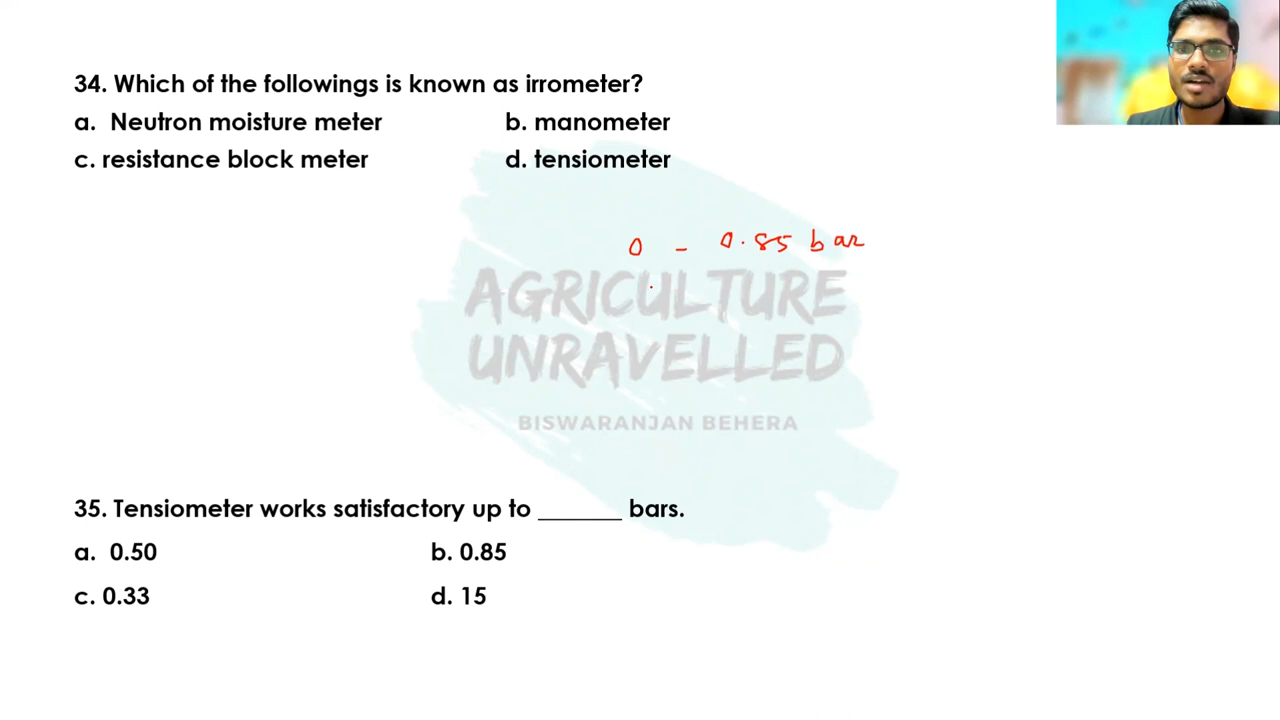 34. Which of the followings is known as irrometer?
a. Neutron moisture meter b. manometer
c. resistance block meter d. tensiometer
0 - 0.85 bar
AGRICULTURE
UNRAVELLED
BISWARANJAN BEHERA
35. Tensiometer works satisfactory up to _______ bars.
a. 0.50 b. 0.85
c. 0.33 d. 15